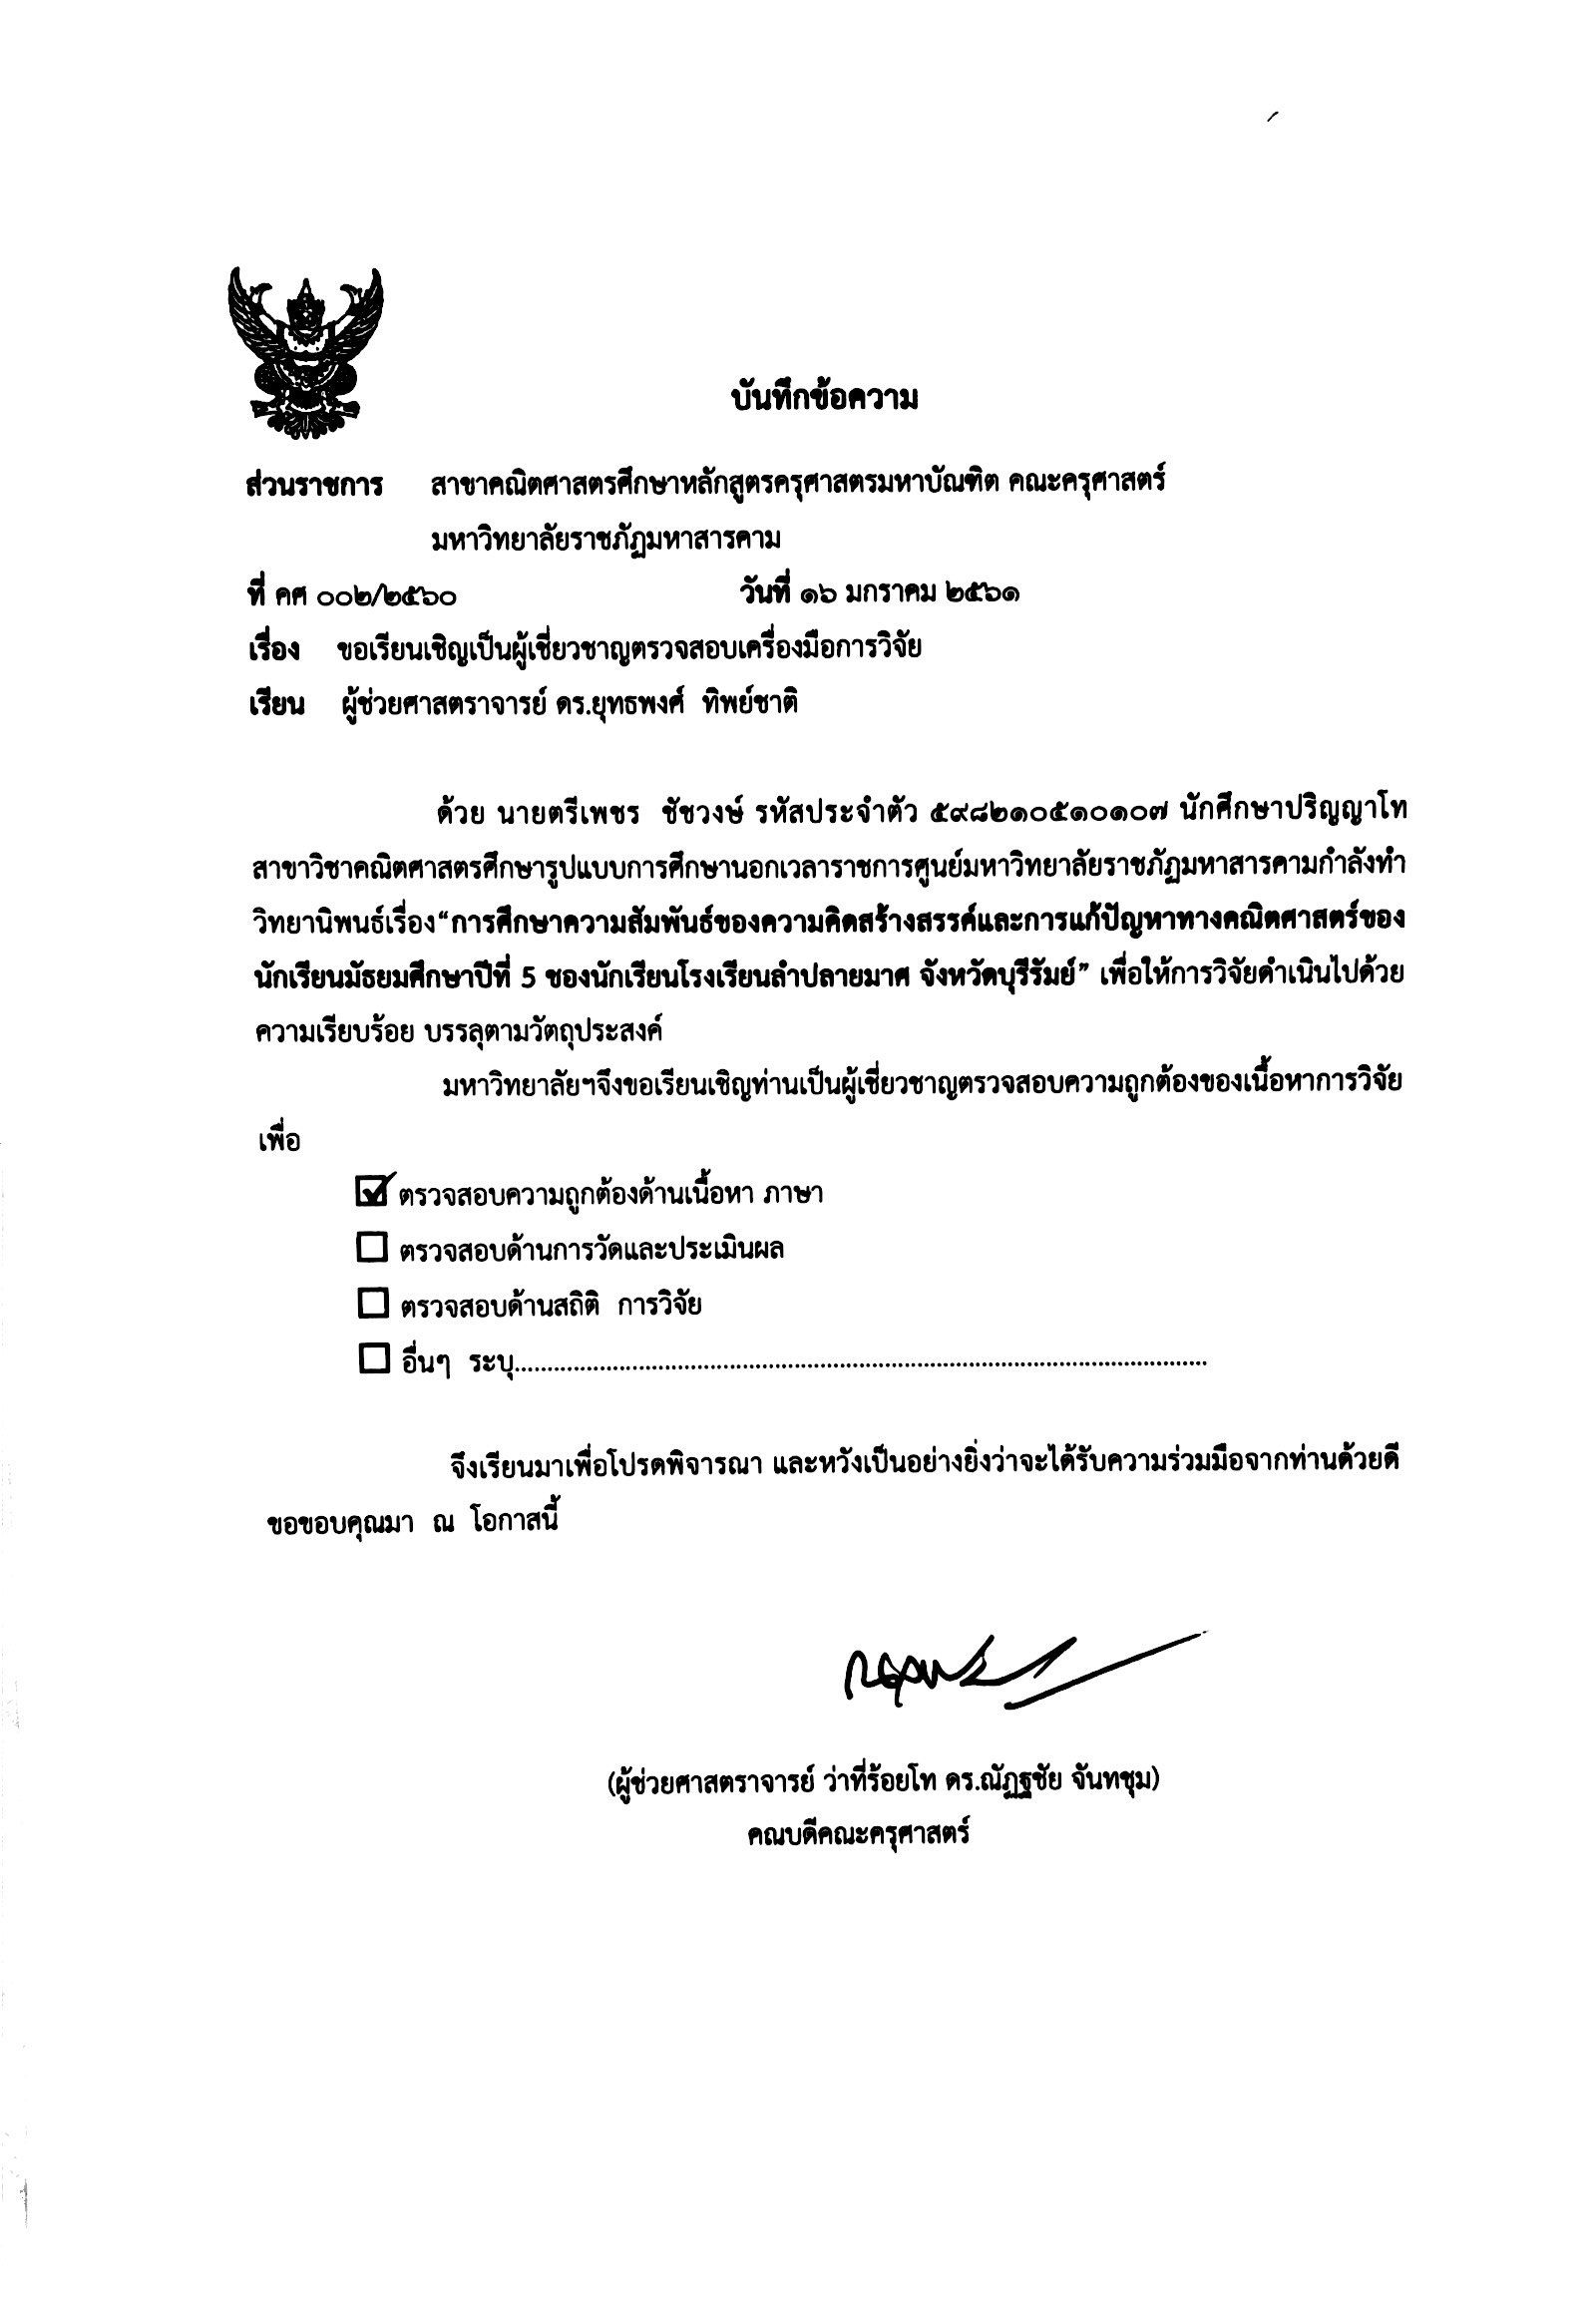 บันทึกข้อความ
ส่วนราชการ สาขาคณิตศาสตรศึกษาหลักสูตรครุศาสตรมหาบัณฑิต คณะครุศาสตร์
มหาวิทยาลัยราชภัฏมหาสารคาม
ที่ คศ ๐๐๒/๒๕๖๐ วันที่ ๑๖ มกราคม ๒๕๖๑
เรื่อง ขอเรียนเชิญเป็นผู้เชี่ยวชาญตรวจสอบเครื่องมือการวิจัย
เรียน ผู้ช่วยศาสตราจารย์ ดร.ยุทธพงศ์ ทิพย์ชาติ
ด้วย นายตรีเพชร ชัชวงษ์ รหัสประจำตัว ๕๙๘๒๑๐๕๑๐๑๐๗ นักศึกษาปริญญาโท
สาขาวิชาคณิตศาสตรศึกษารูปแบบการศึกษานอกเวลาราชการศูนย์มหาวิทยาลัยราชภัฏมหาสารคามกำลังทำ
วิทยานิพนธ์เรื่อง“การศึกษาความสัมพันธ์ของความคิดสร้างสรรค์และการแก้ปัญหาทางคณิตศาสตร์ของ
นักเรียนมัธยมศึกษาปีที่ 5 ของนักเรียนโรงเรียนลำปลายมาศ จังหวัดบุรีรัมย์” เพื่อให้การวิจัยดำเนินไปด้วย
ความเรียบร้อย บรรลุตามวัตถุประสงค์
มหาวิทยาลัยฯจึงขอเรียนเชิญท่านเป็นผู้เชี่ยวชาญตรวจสอบความถูกต้องของเนื้อหาการวิจัย
เพื่อ
☑ ตรวจสอบความถูกต้องด้านเนื้อหา ภาษา
☐ ตรวจสอบด้านการวัดและประเมินผล
☐ ตรวจสอบด้านสถิติ การวิจัย
☐ อื่นๆ ระบุ..........................................................................................................
จึงเรียนมาเพื่อโปรดพิจารณา และหวังเป็นอย่างยิ่งว่าจะได้รับความร่วมมือจากท่านด้วยดี
ขอขอบคุณมา ณ โอกาสนี้
(ผู้ช่วยศาสตราจารย์ ว่าที่ร้อยโท ดร.ณัฏฐชัย จันทชุม)
คณบดีคณะครุศาสตร์